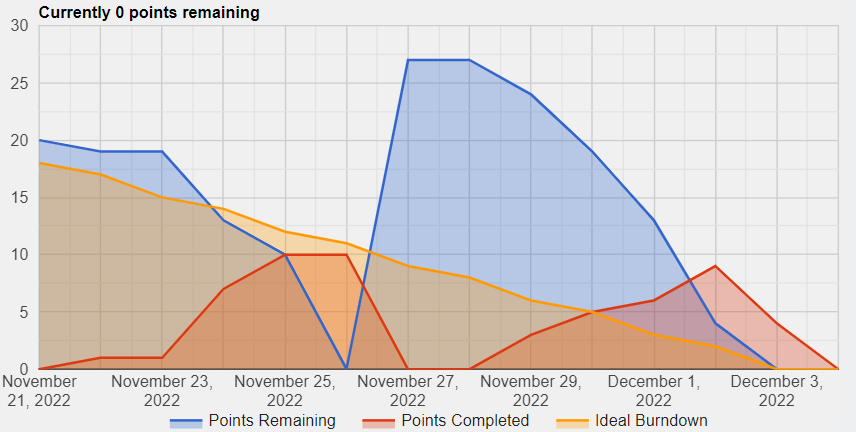 Currently 0 points remaining
30
25
20
15
10
5
0
November 21, 2022
November 23, 2022
November 25, 2022
November 27, 2022
November 29, 2022
December 1, 2022
December 3, 2022
Points Remaining
Points Completed
Ideal Burndown